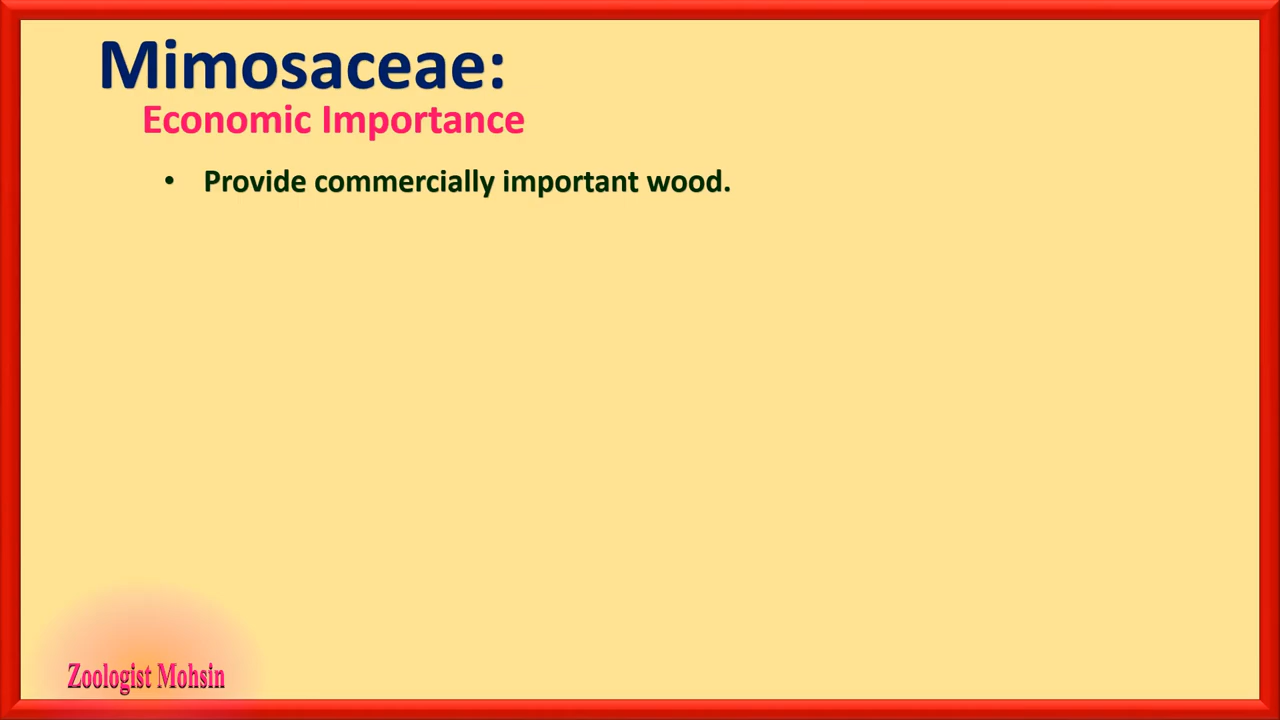 Mimosaceae:
Economic Importance
• Provide commercially important wood.
Zoologist Mohsin